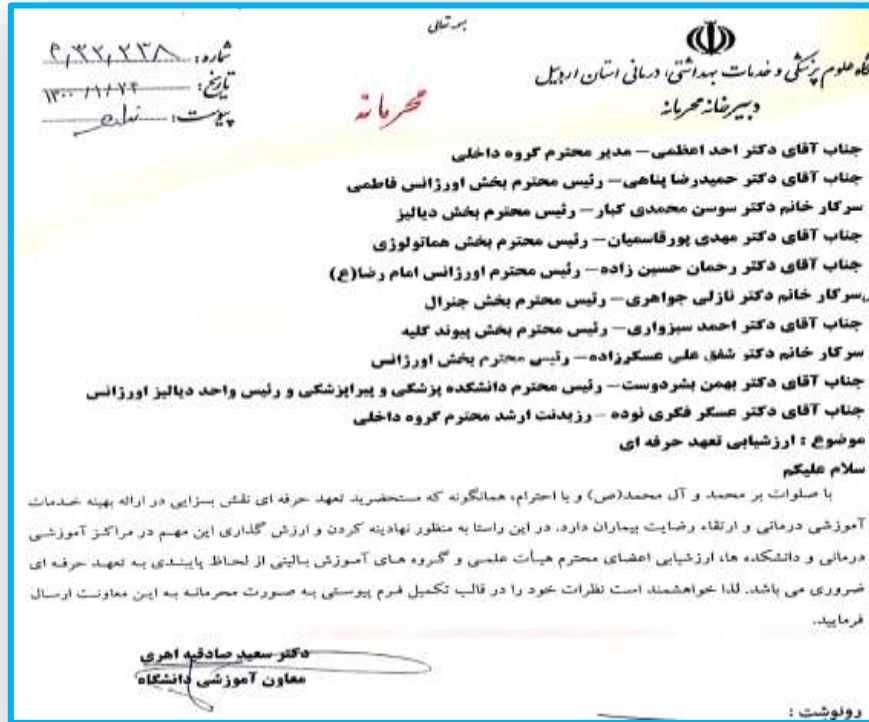 بسمه تعالی
شماره: ۹,۳۲,۲۳۸
تاریخ:
پیوست: ندارد
محرمانه
دانشگاه علوم پزشکی و خدمات بهداشتی، درمانی استان اردبیل
دبیرخانه محرمانه
جناب آقای دکتر احد اعظمی– مدیر محترم گروه داخلی
جناب آقای دکتر حمیدرضا پناهی– رئیس محترم بخش اورژانس فاطمی
سرکار خانم دکتر سوسن محمدی کبار– رئیس محترم بخش دیالیز
جناب آقای دکتر مهدی پورقاسمیان– رئیس محترم بخش هماتولوژی
جناب آقای دکتر رحمان حسین زاده– رئیس محترم اورژانس امام رضا(ع)
سرکار خانم دکتر نازلی جواهری– رئیس محترم بخش جنرال
جناب آقای دکتر احمد سبزواری– رئیس محترم بخش پیوند کلیه
سرکار خانم دکتر شفق علی عسکرزاده– رئیس محترم بخش اورژانس
جناب آقای دکتر بهمن بشردوست– رئیس محترم دانشکده پزشکی و پیراپزشکی و رئیس واحد دیالیز اورژانس
جناب آقای دکتر عسکر فکری نوده –رزیدنت ارشد محترم گروه داخلی
موضوع : ارزشیابی تعهد حرفه ای
سلام علیکم
با صلوات بر محمد و آل محمد(ص) و با احترام، همانگونه که مستحضرید تعهد حرفه ای نقش بسزایی در ارائه بهینه خدمات
آموزشی درمانی و ارتقاء رضایت بیماران دارد. در این راستا به منظور نهادینه کردن و ارزش گذاری این مهم در مراکز آموزشی
درمانی و دانشکده ها، ارزشیابی اعضای محترم هیأت علمی و گروه های آموزش بالینی از لحاظ پایبندی به تعهد حرفه ای
ضروری می باشد. لذا خواهشمند است نظرات خود را در قالب تکمیل فرم پیوستی به صورت محرمانه به این معاونت ارسال
فرمایید.
دکتر سعید صادقیه اهری
معاون آموزشی دانشگاه
رونوشت :